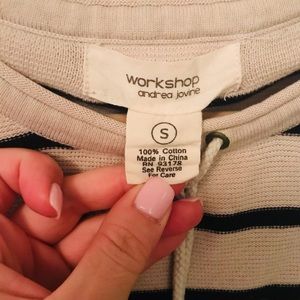 workshop
andrea jovine
S
100% Cotton
Made in China
RN 93178
See Reverse
For Care